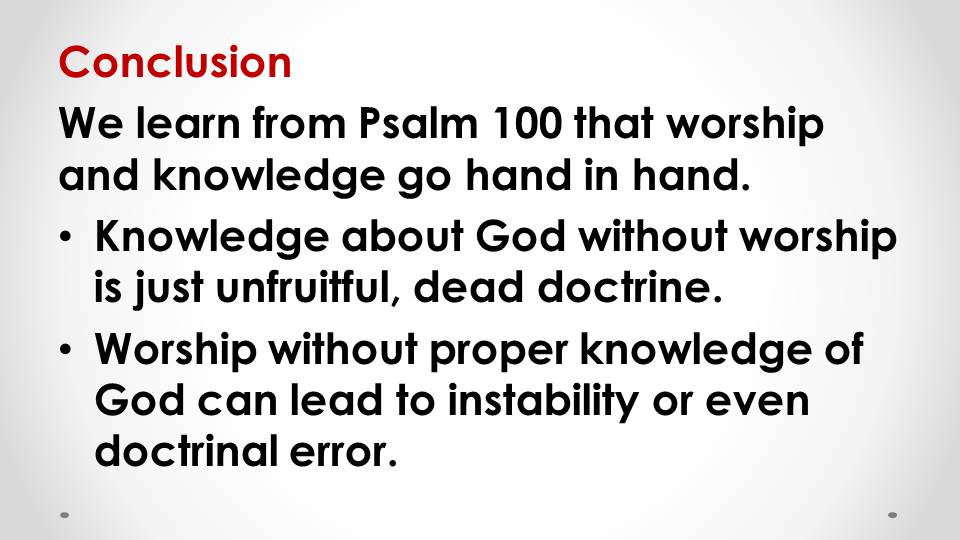 Conclusion
We learn from Psalm 100 that worship
and knowledge go hand in hand.
• Knowledge about God without worship
is just unfruitful, dead doctrine.
• Worship without proper knowledge of
God can lead to instability or even
doctrinal error.